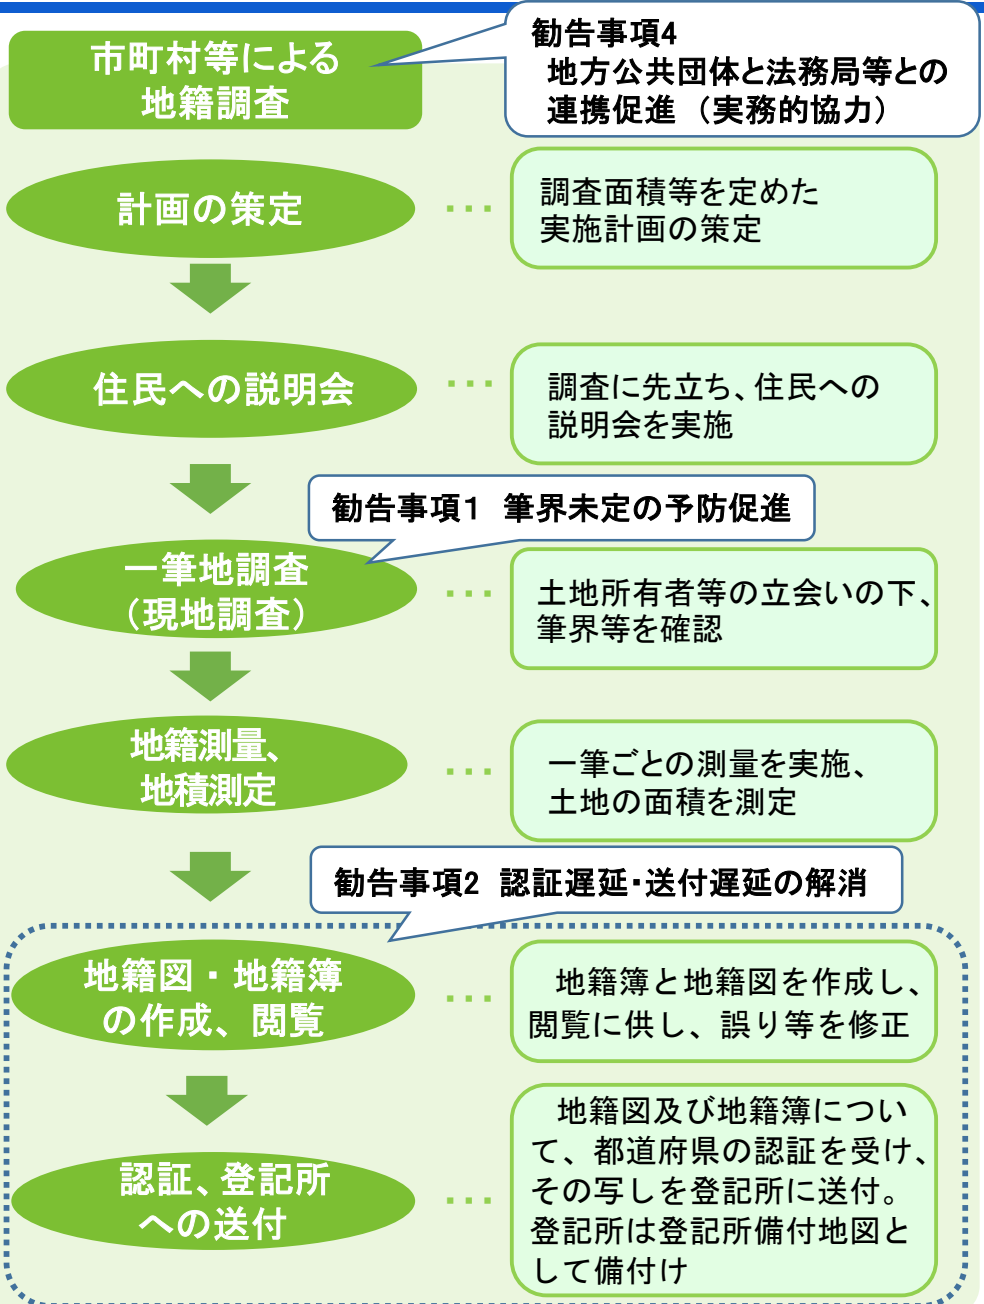 市町村等による
地籍調査
勧告事項4
地方公共団体と法務局等との
連携促進（実務的協力）
計画の策定
･･･
調査面積等を定めた
実施計画の策定
住民への説明会
･･･
調査に先立ち、住民への
説明会を実施
勧告事項1　筆界未定の予防促進
一筆地調査
（現地調査）
･･･
土地所有者等の立会いの下、
筆界等を確認
地籍測量、
地積測定
･･･
一筆ごとの測量を実施、
土地の面積を測定
勧告事項2　認証遅延・送付遅延の解消
地籍図・地籍簿
の作成、閲覧
･･･
地籍簿と地籍図を作成し、
閲覧に供し、誤り等を修正
認証、登記所
への送付
･･･
地籍図及び地籍簿につい
て、都道府県の認証を受け、
その写しを登記所に送付。
登記所は登記所備付地図と
して備付け